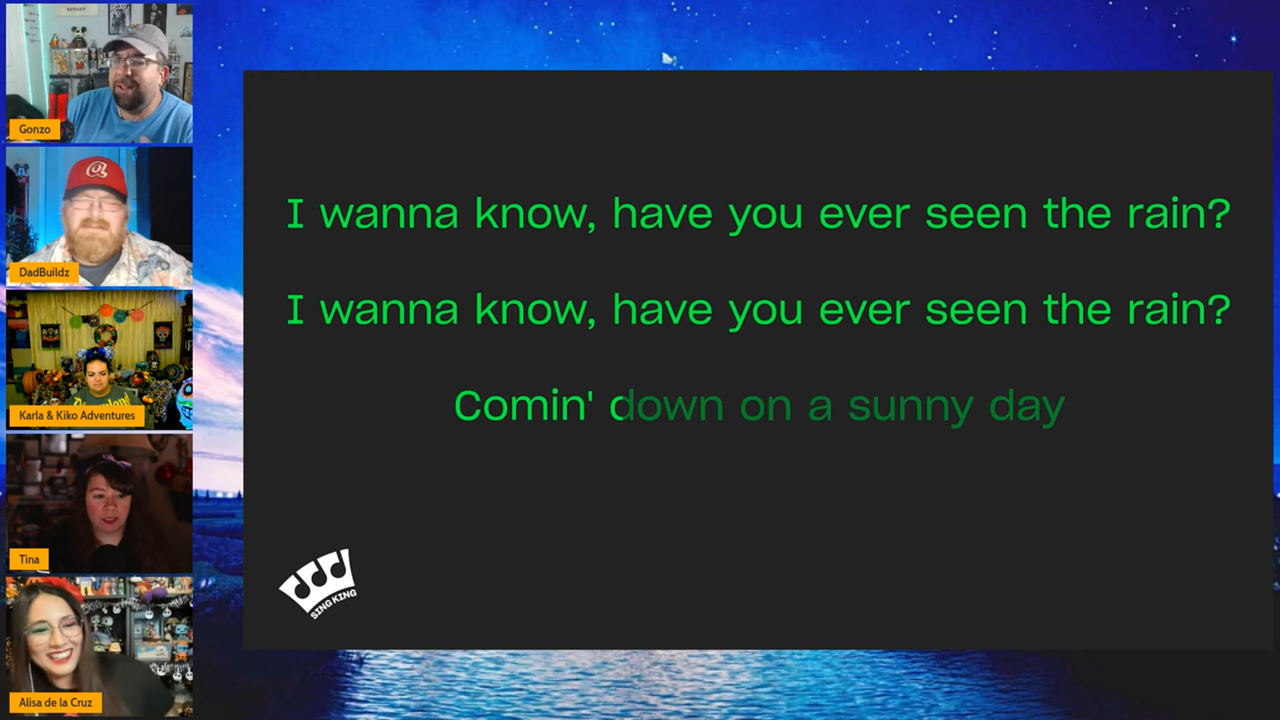 Gonzo
DadBuildz
Karla & Kiko Adventures
Tina
Alisa de la Cruz
I wanna know, have you ever seen the rain?
I wanna know, have you ever seen the rain?
Comin' down on a sunny day
SING KING